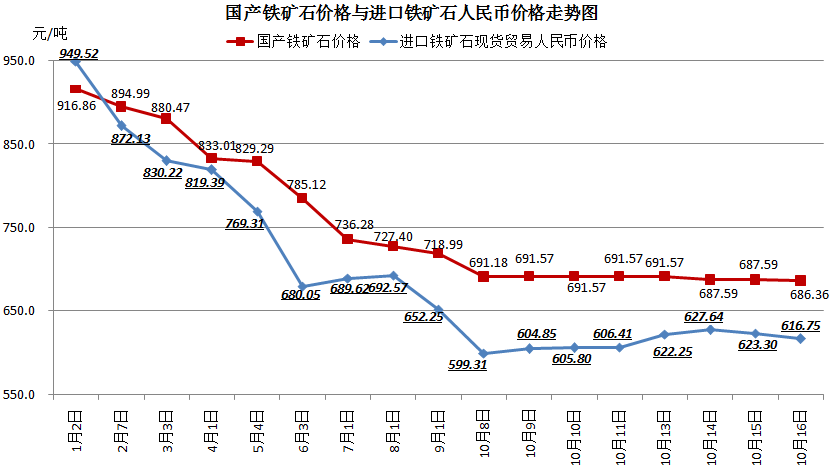 国产铁矿石价格与进口铁矿石人民币价格走势图
元/吨
国产铁矿石价格
进口铁矿石现货贸易人民币价格
950.0
850.0
750.0
650.0
550.0
916.86
894.99
880.47
833.01
829.29
785.12
736.28
727.40
718.99
691.18
691.57
691.57
691.57
691.57
687.59
687.59
686.36
949.52
872.13
830.22
819.39
769.31
680.05
689.62
692.57
652.25
599.31
604.85
605.80
606.41
622.25
627.64
623.30
616.75
1月2日
2月7日
3月3日
4月1日
5月4日
6月3日
7月1日
8月1日
9月1日
10月8日
10月9日
10月10日
10月11日
10月13日
10月14日
10月15日
10月16日